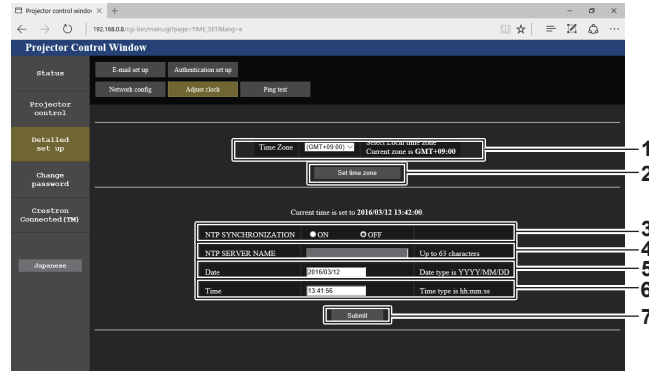 Projector control window
192.168.0.8/cgi-bin/main.cgi?page=TIME_SET&lang=e
Projector Control Window
Status
Projector
control
Detailed
set up
Change
password
Crestron
Connected(TM)
Japanese
E-mail set up
Authentication set up
Network config
Adjust clock
Ping test
Time Zone
(GMT+09:00)
Select Local time zone
Current zone is GMT+09:00
1
Set time zone
2
Current time is set to 2016/03/12 13:42:00.
NTP SYNCHRONIZATION
ON
OFF
3
NTP SERVER NAME
Up to 63 characters
4
Date
2016/03/12
Date type is YYYY/MM/DD
5
Time
13:41:56
Time type is hh:mm:ss
6
Submit
7